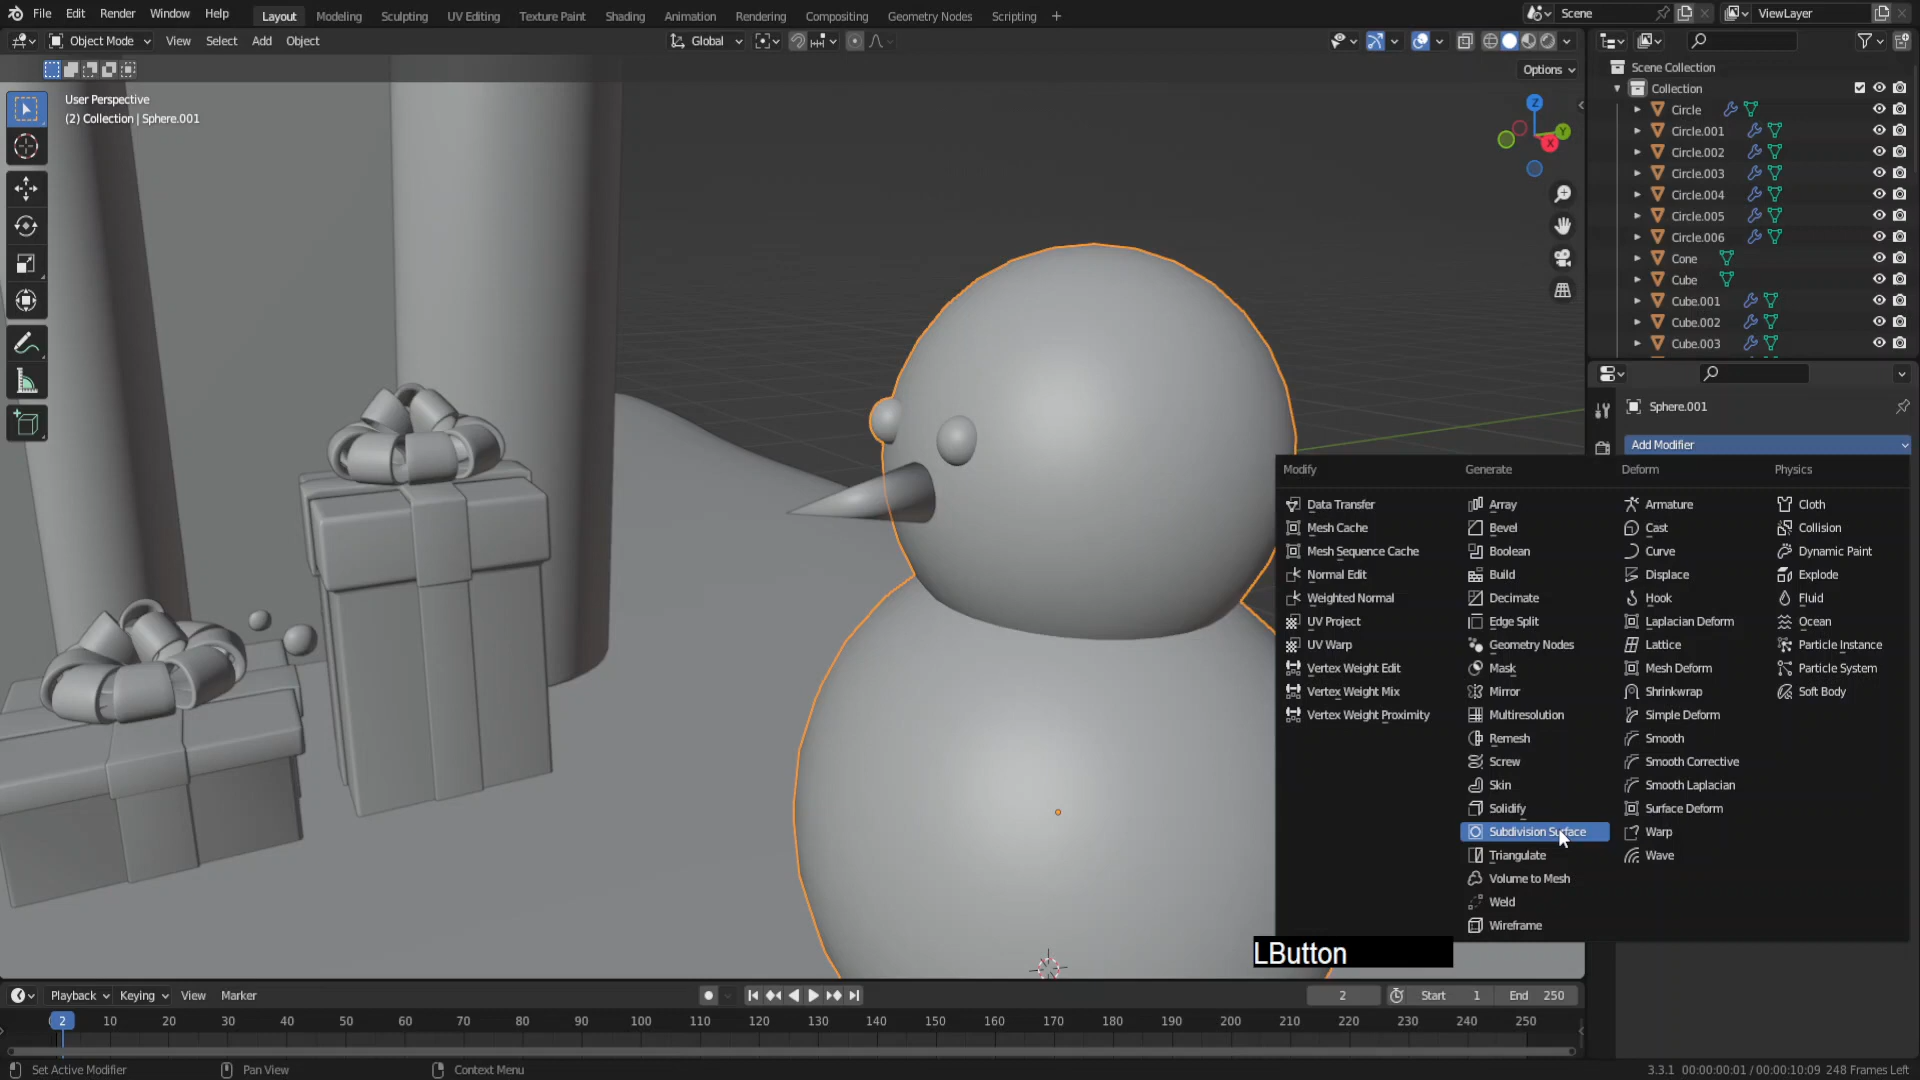 File Edit Render Window Help Layout Modeling Sculpting UV Editing Texture Paint Shading Animation Rendering Compositing Geometry Nodes Scripting + Scene ViewLayer
Object Mode View Select Add Object Global
Options
User Perspective
(2) Collection | Sphere.001
Z
Y
X
Scene Collection
Collection
Circle
Circle.001
Circle.002
Circle.003
Circle.004
Circle.005
Circle.006
Cone
Cube
Cube.001
Cube.002
Cube.003
Sphere.001
Add Modifier
Modify Generate Deform Physics
Data Transfer Array Armature Cloth
Mesh Cache Bevel Cast Collision
Mesh Sequence Cache Boolean Curve Dynamic Paint
Normal Edit Build Displace Explode
Weighted Normal Decimate Hook Fluid
UV Project Edge Split Laplacian Deform Ocean
UV Warp Geometry Nodes Lattice Particle Instance
Vertex Weight Edit Mask Mesh Deform Particle System
Vertex Weight Mix Mirror Shrinkwrap Soft Body
Vertex Weight Proximity Multiresolution Simple Deform
Remesh Smooth
Screw Smooth Corrective
Skin Smooth Laplacian
Solidify Surface Deform
Subdivision Surface Warp
Triangulate Wave
Volume to Mesh
Weld
Wireframe
LButton
Playback Keying View Marker 2 Start 1 End 250
2 10 20 30 40 50 60 70 80 90 100 110 120 130 140 150 160 170 180 190 200 210 220 230 240 250
Set Active Modifier Pan View Context Menu 3.3.1 00:00:00:01 / 00:00:10:09 248 Frames Left